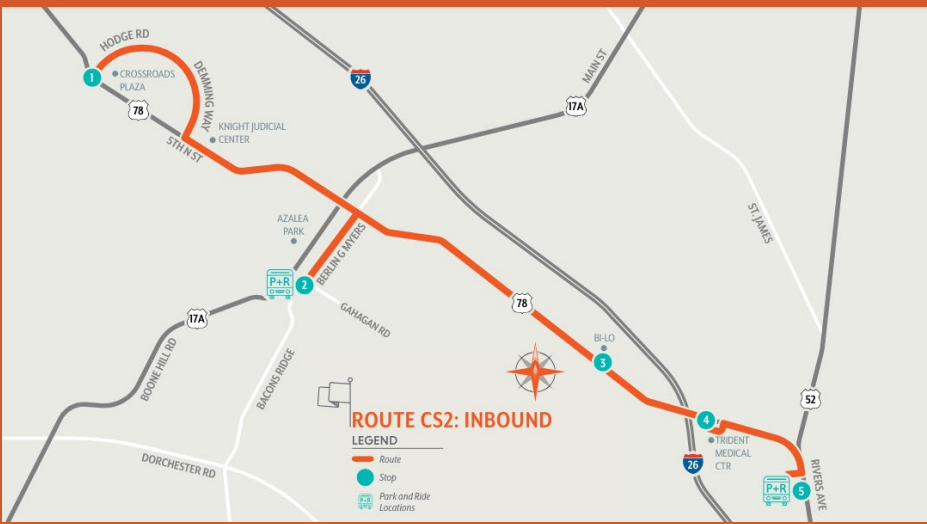 HODGE RD
1
CROSSROADS
PLAZA
DEMMING WAY
78
KNIGHT JUDICIAL
CENTER
5TH N ST
26
MAIN ST
17A
AZALEA
PARK
P+R
2
BERLIN G MYERS
ST. JAMES
GAHAGAN RD
17A
BOONE HILL RD
BACONS RIDGE
78
BI-LO
3
DORCHESTER RD
52
4
TRIDENT
MEDICAL
CTR
26
P+R
5
RIVERS AVE
ROUTE CS2: INBOUND
LEGEND
Route
Stop
P+R
Park and Ride
Locations